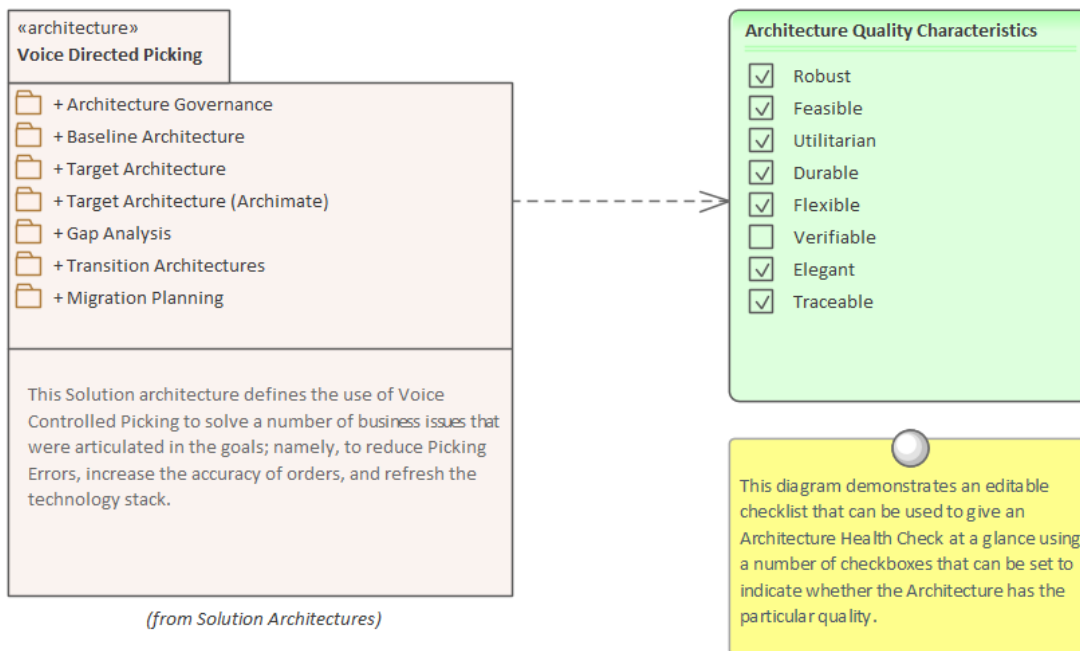 «architecture»
Voice Directed Picking
+ Architecture Governance
+ Baseline Architecture
+ Target Architecture
+ Target Architecture (Archimate)
+ Gap Analysis
+ Transition Architectures
+ Migration Planning
This Solution architecture defines the use of Voice
Controlled Picking to solve a number of business issues that
were articulated in the goals; namely, to reduce Picking
Errors, increase the accuracy of orders, and refresh the
technology stack.
(from Solution Architectures)
Architecture Quality Characteristics
Robust
Feasible
Utilitarian
Durable
Flexible
Verifiable
Elegant
Traceable
This diagram demonstrates an editable
checklist that can be used to give an
Architecture Health Check at a glance using
a number of checkboxes that can be set to
indicate whether the Architecture has the
particular quality.